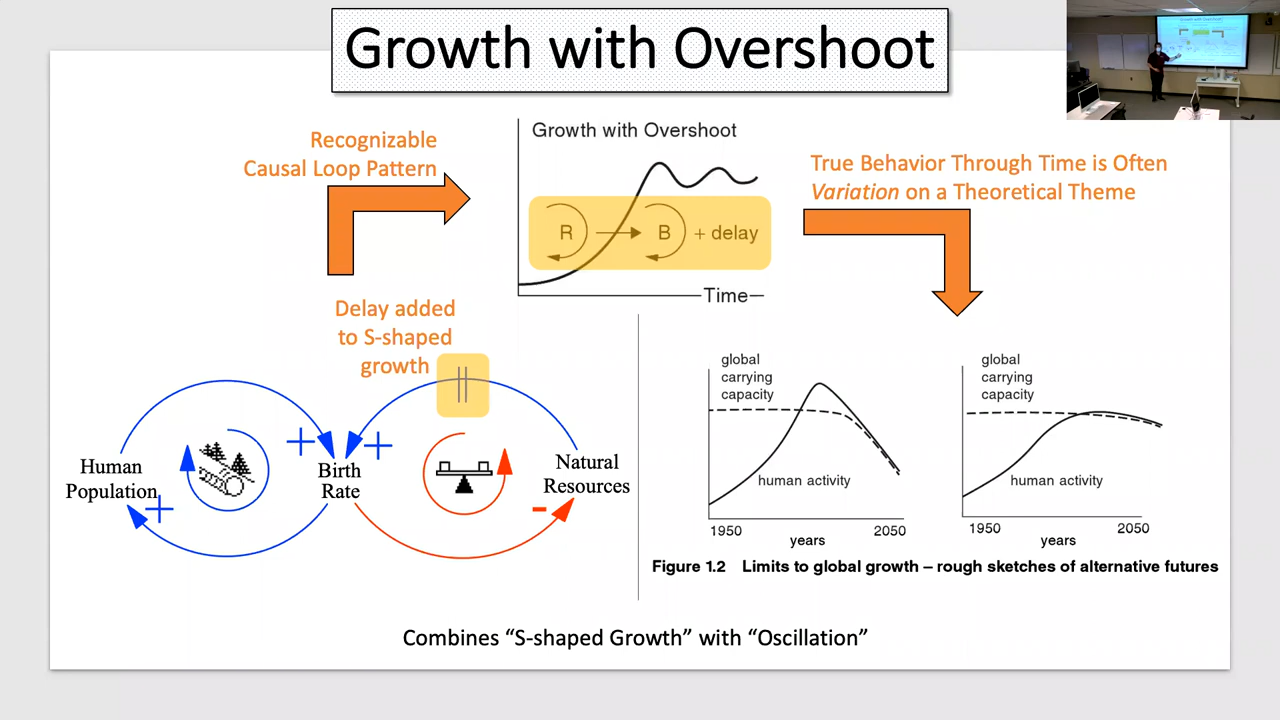 Growth with Overshoot
Recognizable
Causal Loop Pattern
Growth with Overshoot
R
B
+ delay
Time
True Behavior Through Time is Often
Variation on a Theoretical Theme
Delay added
to S-shaped
growth
+
+
+
-
Human
Population
Birth
Rate
Natural
Resources
global
carrying
capacity
human activity
1950
2050
years
global
carrying
capacity
human activity
1950
2050
years
Figure 1.2 Limits to global growth – rough sketches of alternative futures
Combines “S-shaped Growth” with “Oscillation”
Growth with Overshoot